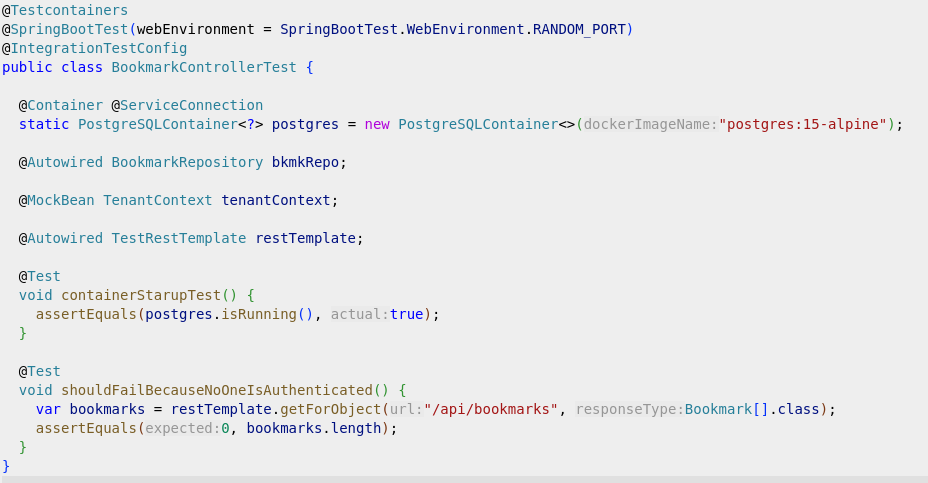 @Testcontainers
@SpringBootTest(webEnvironment = SpringBootTest.WebEnvironment.RANDOM_PORT)
@IntegrationTestConfig
public class BookmarkControllerTest {
@Container @ServiceConnection
static PostgreSQLContainer<?> postgres = new PostgreSQLContainer<>(dockerImageName:"postgres:15-alpine");
@Autowired BookmarkRepository bkmkRepo;
@MockBean TenantContext tenantContext;
@Autowired TestRestTemplate restTemplate;
@Test
void containerStarupTest() {
assertEquals(postgres.isRunning(), actual:true);
}
@Test
void shouldFailBecauseNoOneIsAuthenticated() {
var bookmarks = restTemplate.getForObject(url:"/api/bookmarks", responseType:Bookmark[].class);
assertEquals(expected:0, bookmarks.length);
}
}